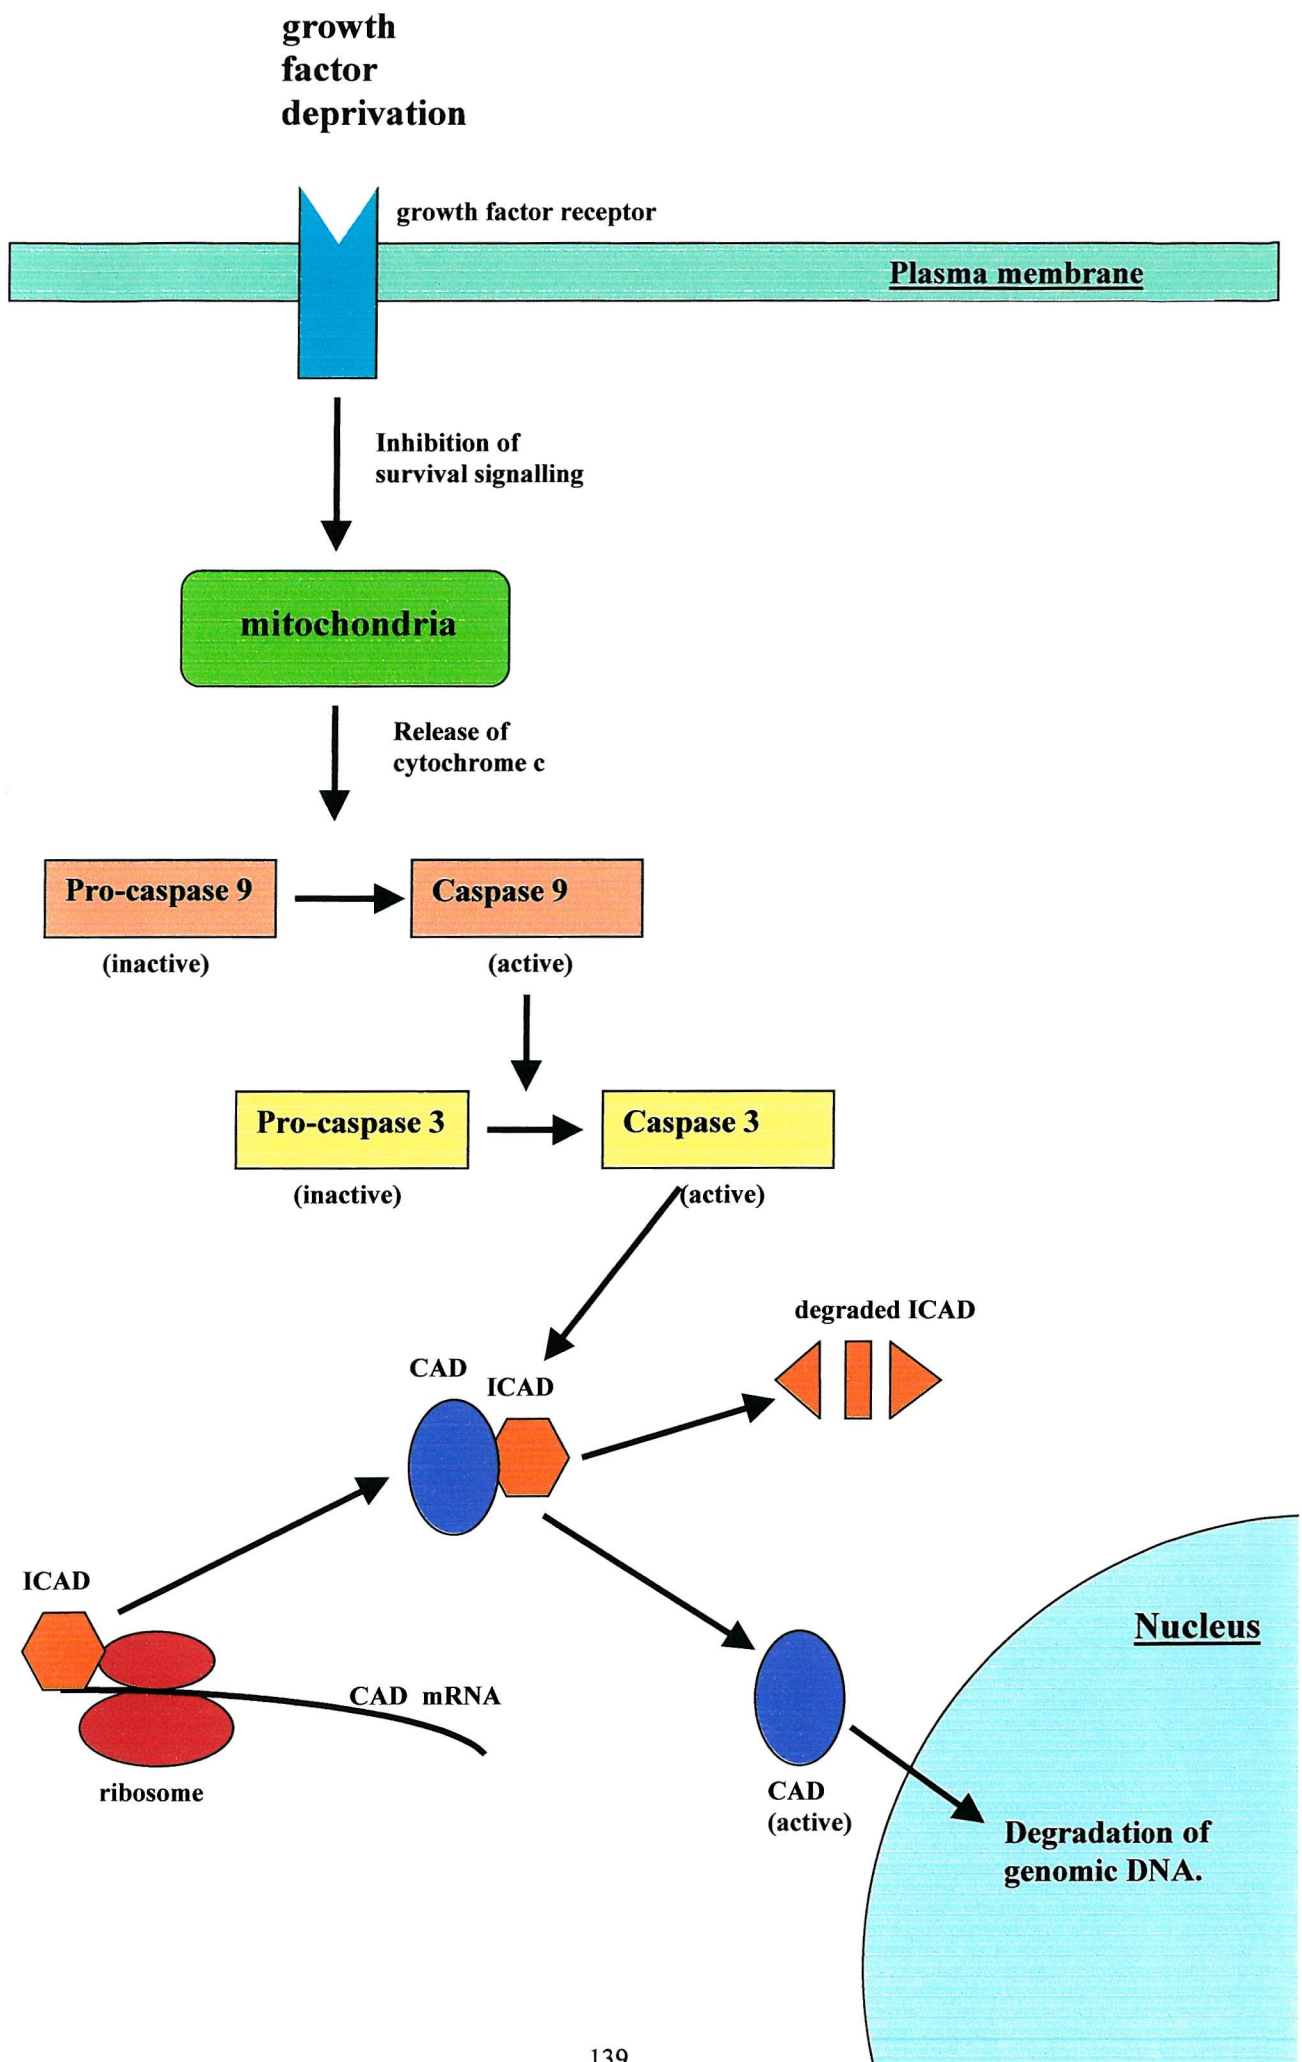 growth
factor
deprivation
growth factor receptor
Plasma membrane
Inhibition of
survival signalling
mitochondria
Release of
cytochrome c
Pro-caspase 9
Caspase 9
(inactive)
(active)
Pro-caspase 3
Caspase 3
(inactive)
(active)
degraded ICAD
CAD
ICAD
ICAD
Nucleus
CAD mRNA
ribosome
CAD
(active)
Degradation of
genomic DNA.
139